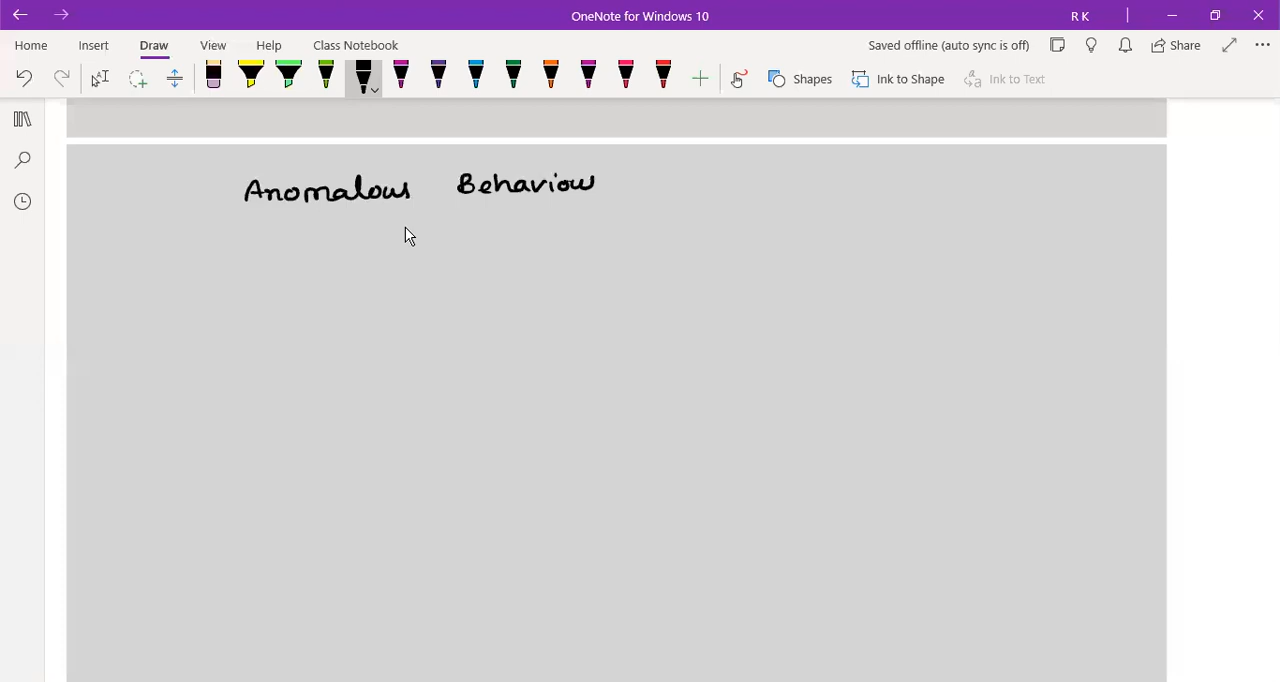 OneNote for Windows 10
R K
Home Insert Draw View Help Class Notebook
Saved offline (auto sync is off) Share
Shapes Ink to Shape Ink to Text
Anomalous Behaviour